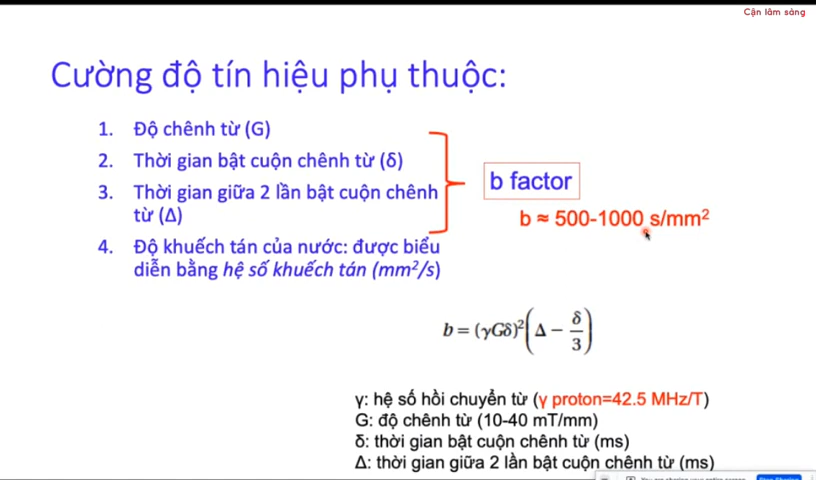 Cận lâm sàng
Cường độ tín hiệu phụ thuộc:
1. Độ chênh từ (G)
2. Thời gian bật cuộn chênh từ (δ)
3. Thời gian giữa 2 lần bật cuộn chênh
từ (Δ)
b factor
b ≈ 500-1000 s/mm²
4. Độ khuếch tán của nước: được biểu
diễn bằng hệ số khuếch tán (mm²/s)
b = (γGδ)²(Δ − δ/3)
γ: hệ số hồi chuyển từ (γ proton=42.5 MHz/T)
G: độ chênh từ (10-40 mT/mm)
δ: thời gian bật cuộn chênh từ (ms)
Δ: thời gian giữa 2 lần bật cuộn chênh từ (ms)